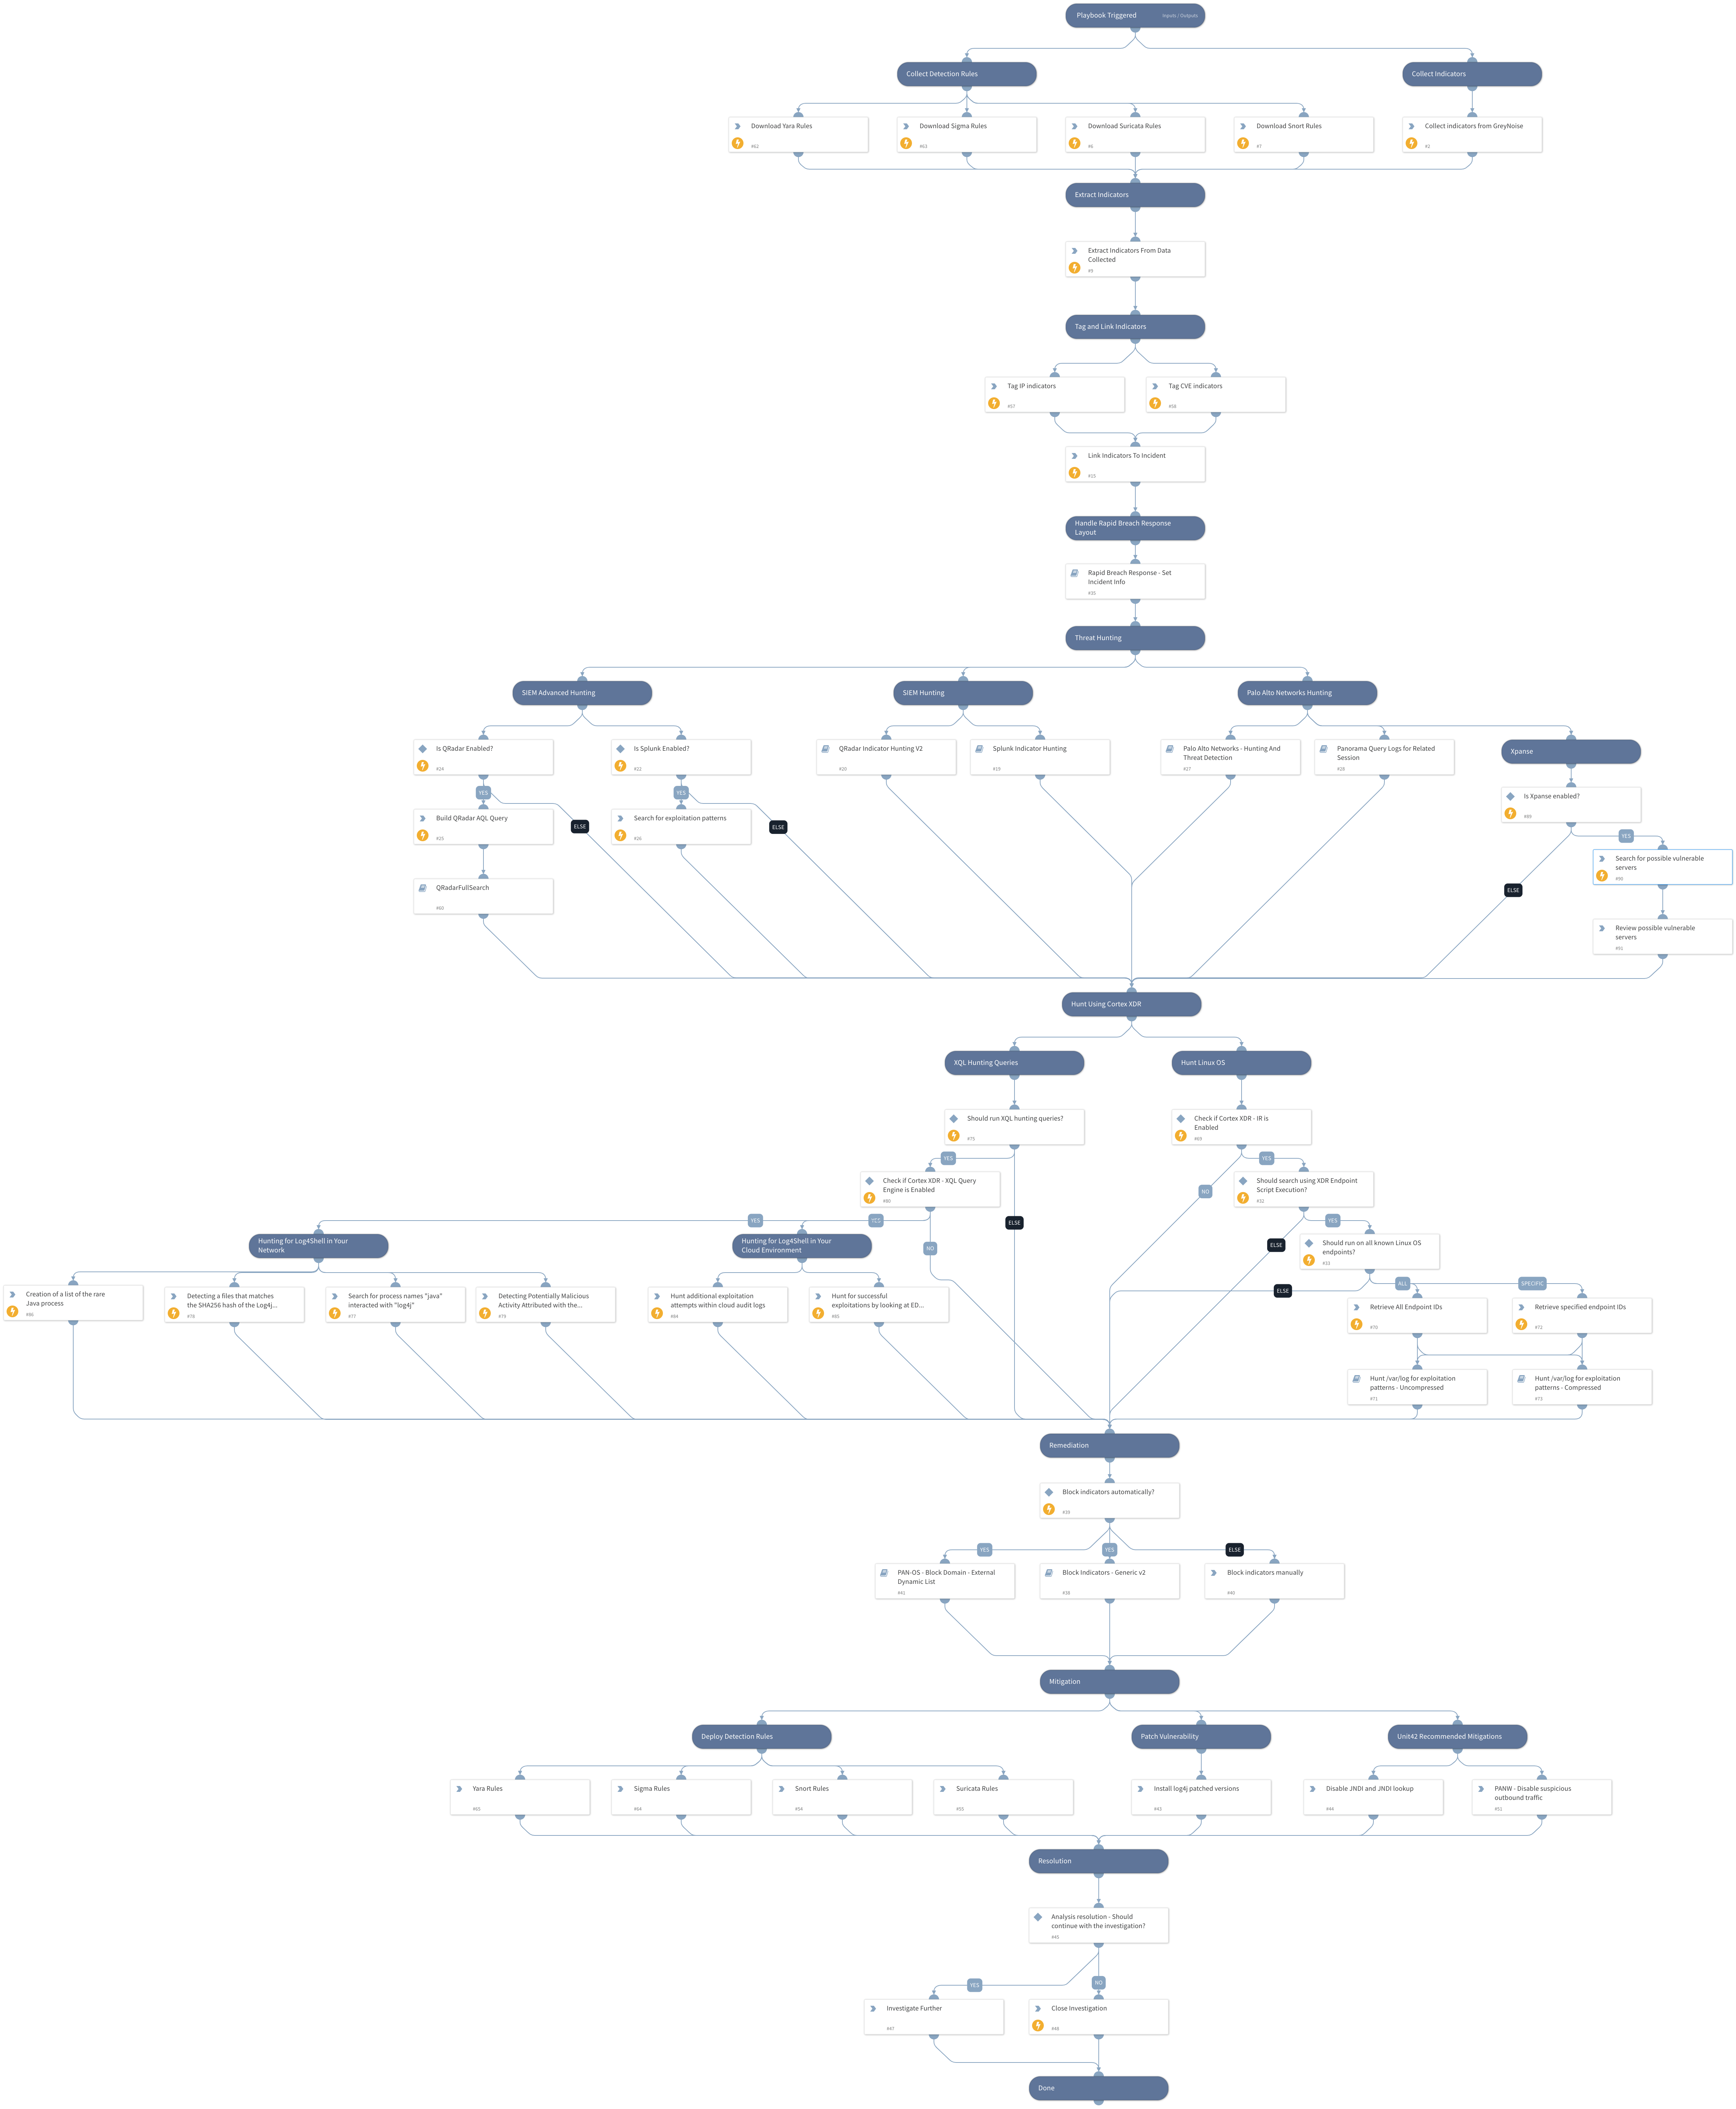 Playbook Triggered
Inputs / Outputs
Collect Detection Rules
Collect Indicators
Download Yara Rules
#62
Download Sigma Rules
#63
Download Suricata Rules
Download Snort Rules
#7
Collect indicators from GreyNoise
#2
Extract Indicators
Extract Indicators From Data
Collected
#9
Tag and Link Indicators
Tag IP indicators
#57
Tag CVE indicators
#58
Link Indicators To Incident
#15
Handle Rapid Breach Response
Layout
Rapid Breach Response - Set
Incident Info
#35
Threat Hunting
SIEM Advanced Hunting
SIEM Hunting
Palo Alto Networks Hunting
Is QRadar Enabled?
#24
Is Splunk Enabled?
#22
QRadar Indicator Hunting V2
#20
Splunk Indicator Hunting
#19
Palo Alto Networks - Hunting And
Threat Detection
#27
Panorama Query Logs for Related
Session
#28
Xpanse
YES
YES
Is Xpanse enabled?
#89
Build QRadar AQL Query
#25
ELSE
Search for exploitation patterns
#26
ELSE
YES
Search for possible vulnerable
servers
#90
QRadarFullSearch
#60
ELSE
Review possible vulnerable
servers
#91
Hunt Using Cortex XDR
XQL Hunting Queries
Hunt Linux OS
Should run XQL hunting queries?
#75
Check if Cortex XDR - IR is
Enabled
#69
YES
YES
Check if Cortex XDR - XQL Query
Engine is Enabled
#80
NO
Should search using XDR Endpoint
Script Execution?
#32
YES
YES
ELSE
YES
Hunting for Log4Shell in Your
Network
Hunting for Log4Shell in Your
Cloud Environment
NO
ELSE
Should run on all known Linux OS
endpoints?
#33
Creation of a list of the rare
Java process
#86
Detecting a files that matches
the SHA256 hash of the Log4j...
#78
Search for process names "java"
interacted with "log4j"
#77
Detecting Potentially Malicious
Activity Attributed with the...
#79
Hunt additional exploitation
attempts within cloud audit logs
#84
Hunt for successful
exploitations by looking at ED...
ELSE
ALL
SPECIFIC
Retrieve All Endpoint IDs
#70
Retrieve specified endpoint IDs
#72
Hunt /var/log for exploitation
patterns - Uncompressed
#71
Hunt /var/log for exploitation
patterns - Compressed
#73
Remediation
Block indicators automatically?
#39
YES
YES
ELSE
PAN-OS - Block Domain - External
Dynamic List
#41
Block Indicators - Generic v2
#38
Block indicators manually
#40
Mitigation
Deploy Detection Rules
Patch Vulnerability
Unit42 Recommended Mitigations
Yara Rules
#65
Sigma Rules
#64
Snort Rules
#54
Suricata Rules
#55
Install log4j patched versions
#43
Disable JNDI and JNDI lookup
PANW - Disable suspicious
outbound traffic
#51
Resolution
Analysis resolution - Should
continue with the investigation?
#45
YES
NO
Investigate Further
#47
Close Investigation
Done